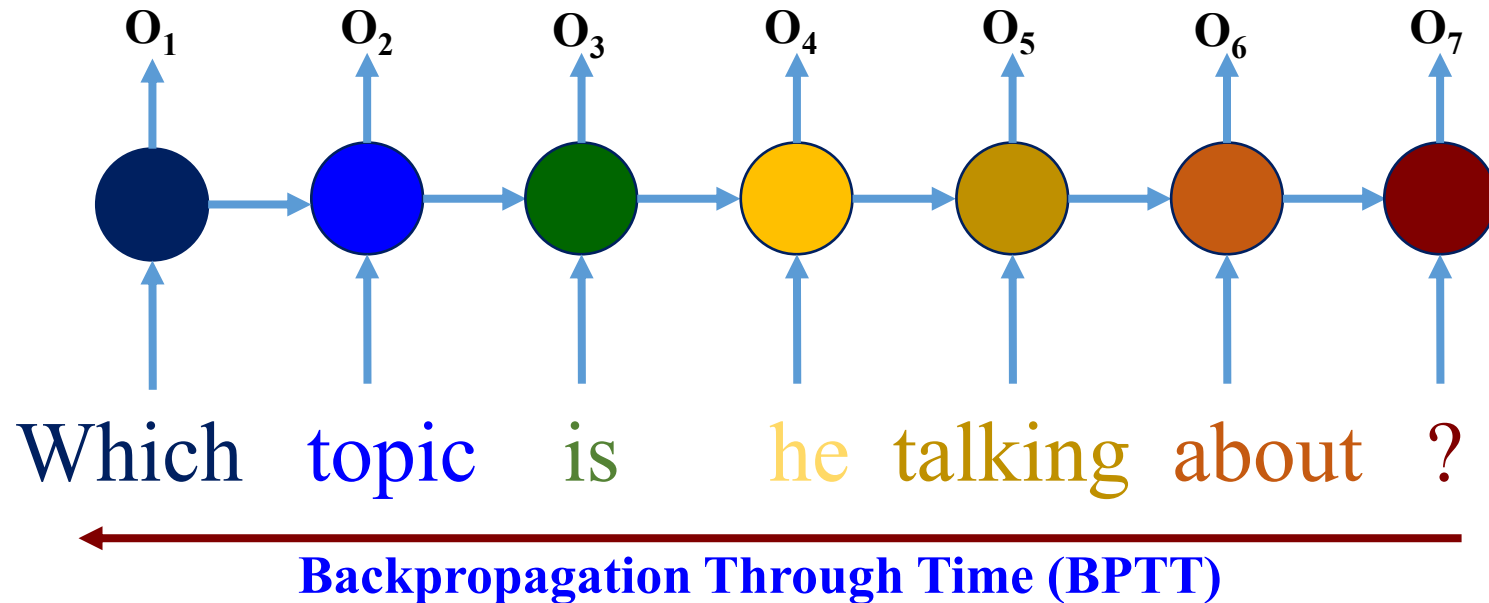 O₁ O₂ O₃ O₄ O₅ O₆ O₇
Which topic is he talking about ?
Backpropagation Through Time (BPTT)